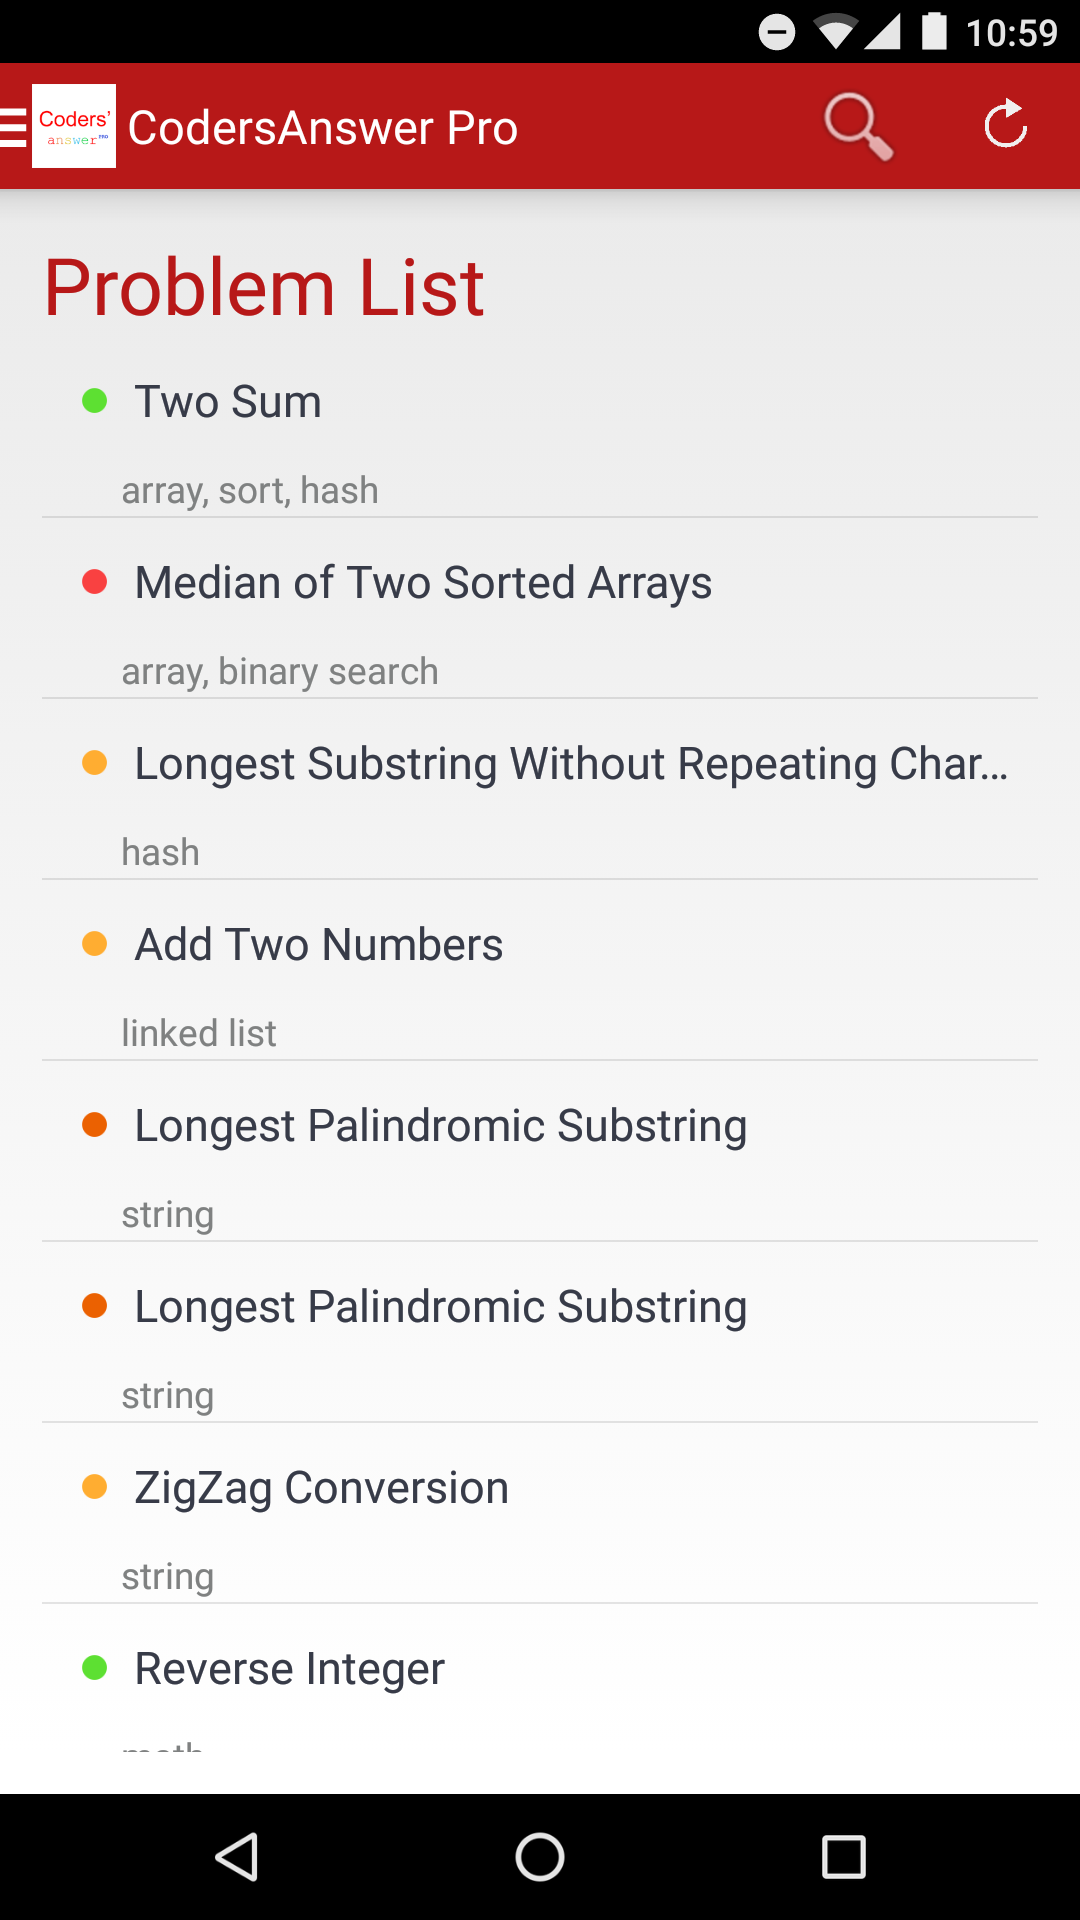 10:59
Coders'
answer PRO
CodersAnswer Pro
Problem List
Two Sum
array, sort, hash
Median of Two Sorted Arrays
array, binary search
Longest Substring Without Repeating Char...
hash
Add Two Numbers
linked list
Longest Palindromic Substring
string
Longest Palindromic Substring
string
ZigZag Conversion
string
Reverse Integer
math